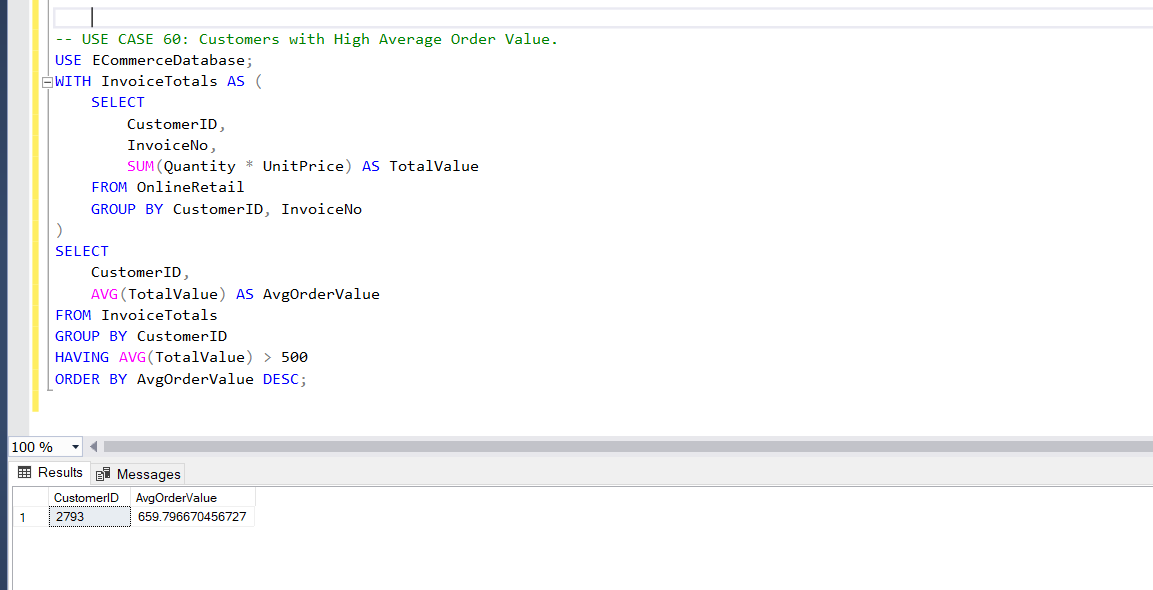 -- USE CASE 60: Customers with High Average Order Value.
USE ECommerceDatabase;
WITH InvoiceTotals AS (
SELECT
CustomerID,
InvoiceNo,
SUM(Quantity * UnitPrice) AS TotalValue
FROM OnlineRetail
GROUP BY CustomerID, InvoiceNo
)
SELECT
CustomerID,
AVG(TotalValue) AS AvgOrderValue
FROM InvoiceTotals
GROUP BY CustomerID
HAVING AVG(TotalValue) > 500
ORDER BY AvgOrderValue DESC;
100 %
Results Messages
CustomerID AvgOrderValue
1 2793 659.796670456727